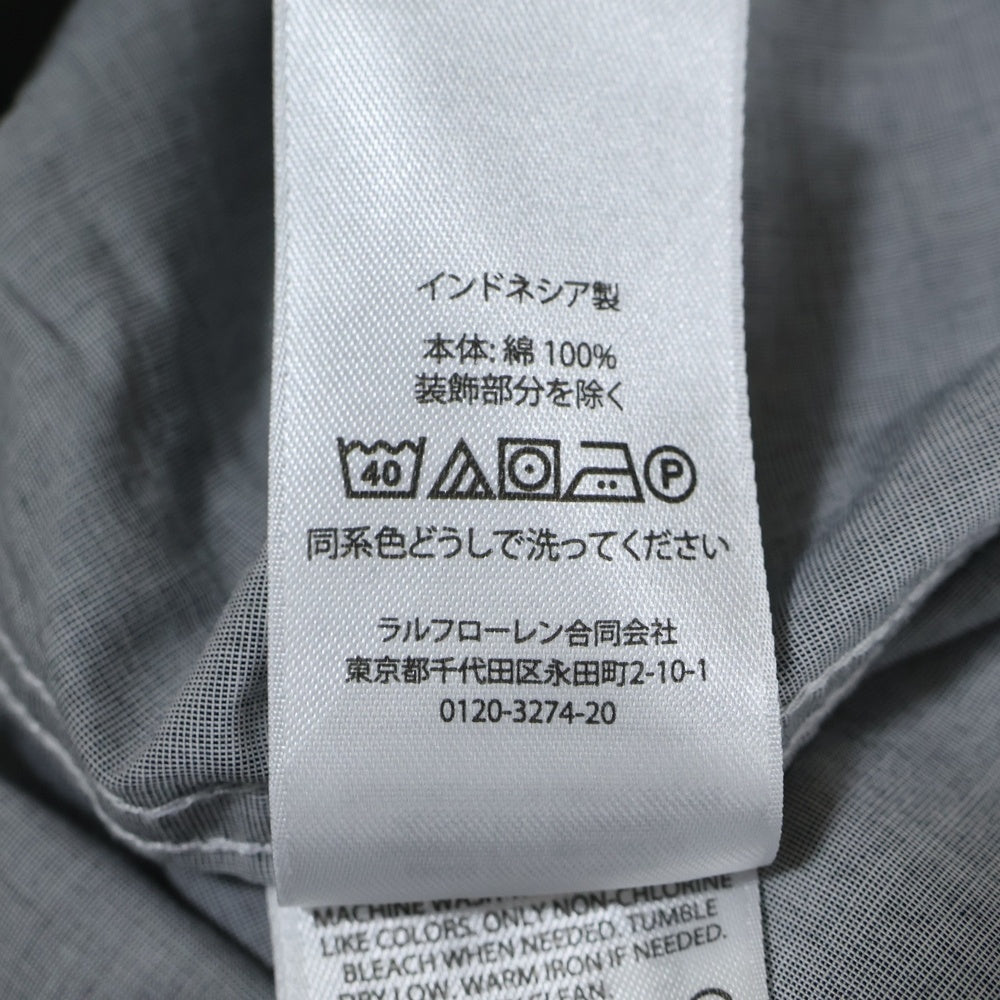 インドネシア製
本体: 綿 100%
装飾部分を除く
40 P
同系色どうしで洗ってください
ラルフローレン合同会社
東京都千代田区永田町2-10-1
0120-3274-20
MACHINE WASH
LIKE COLORS. ONLY NON-CHLORINE
BLEACH WHEN NEEDED. TUMBLE
DRY LOW. WARM IRON IF NEEDED.
CLEAN.